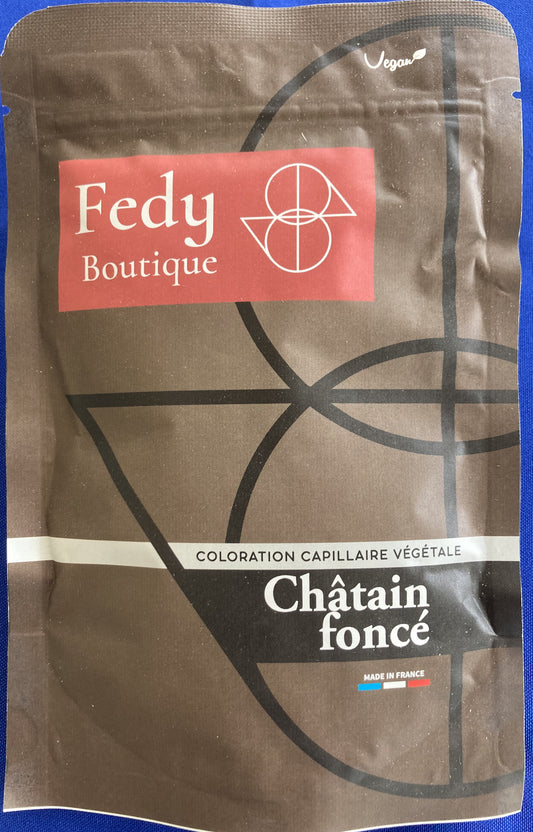 Vegan
Fedy
Boutique
COLORATION CAPILLAIRE VÉGÉTALE
Châtain
foncé
MADE IN FRANCE